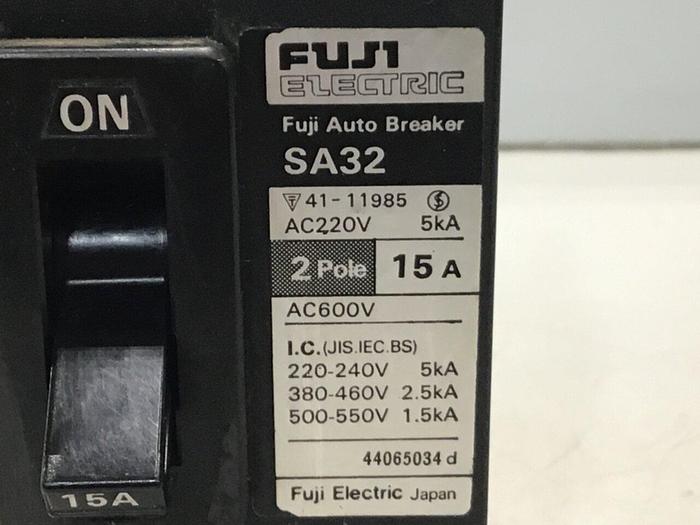 ON
15A
FUJI
ELECTRIC
Fuji Auto Breaker
SA32
41-11985
AC220V 5kA
2 Pole 15 A
AC600V
I.C.(JIS.IEC.BS)
220-240V 5kA
380-460V 2.5kA
500-550V 1.5kA
44065034 d
Fuji Electric Japan